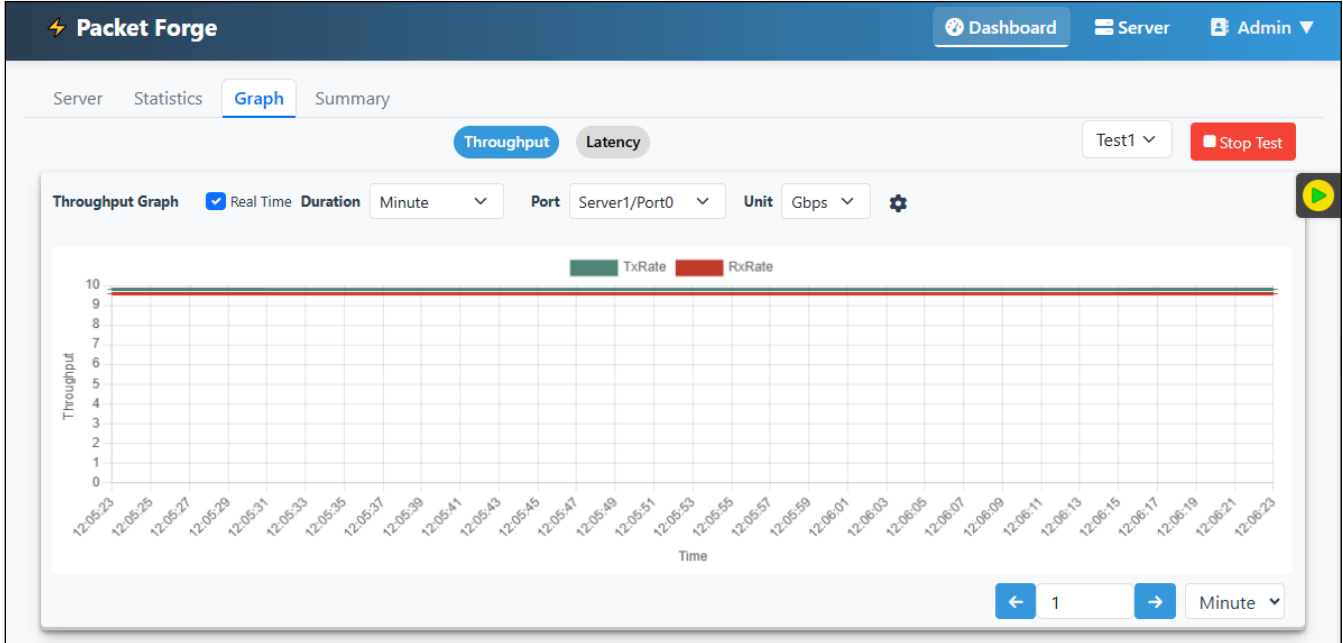 Packet Forge
Dashboard Server Admin ▼
Server Statistics Graph Summary
Throughput Latency
Test1 Stop Test
Throughput Graph Real Time Duration Minute Port Server1/Port0 Unit Gbps
TxRate RxRate
10
9
8
7
6
5
4
3
2
1
0
Throughput
12:05:23 12:05:25 12:05:27 12:05:29 12:05:31 12:05:33 12:05:35 12:05:37 12:05:39 12:05:41 12:05:43 12:05:45 12:05:47 12:05:49 12:05:51 12:05:53 12:05:55 12:05:57 12:05:59 12:06:01 12:06:03 12:06:05 12:06:07 12:06:09 12:06:11 12:06:13 12:06:15 12:06:17 12:06:19 12:06:21 12:06:23
Time
1 Minute